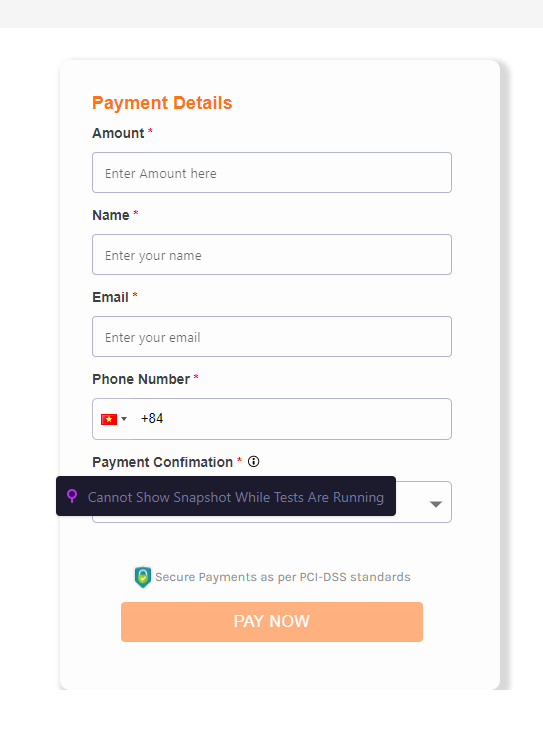 Payment Details
Amount *
Enter Amount here
Name *
Enter your name
Email *
Enter your email
Phone Number *
+84
Payment Confimation *
Cannot Show Snapshot While Tests Are Running
Secure Payments as per PCI-DSS standards
PAY NOW